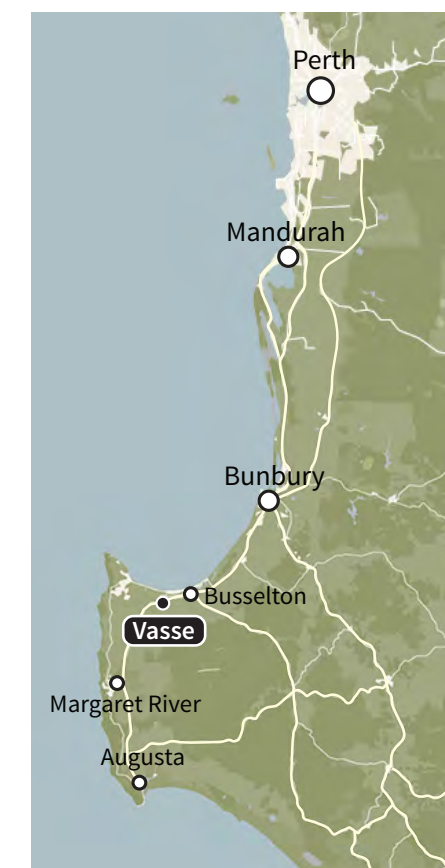 Perth
Mandurah
Bunbury
Busselton
Vasse
Margaret River
Augusta